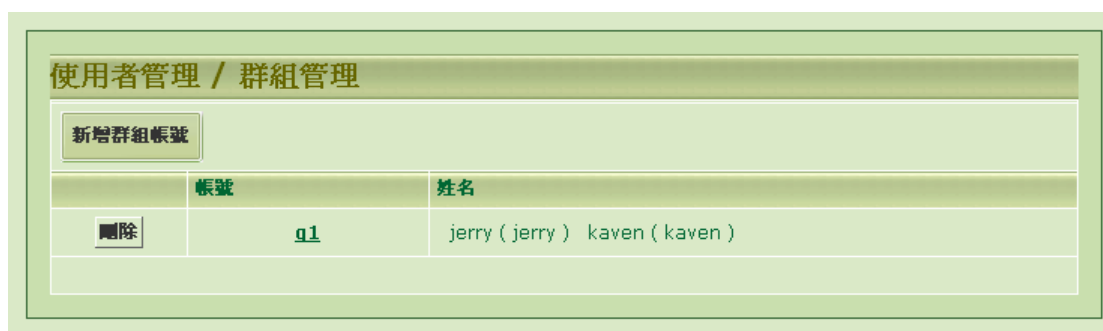 使用者管理 / 群組管理
新增群組帳號
帳號 姓名
刪除 g1 jerry ( jerry ) kaven ( kaven )